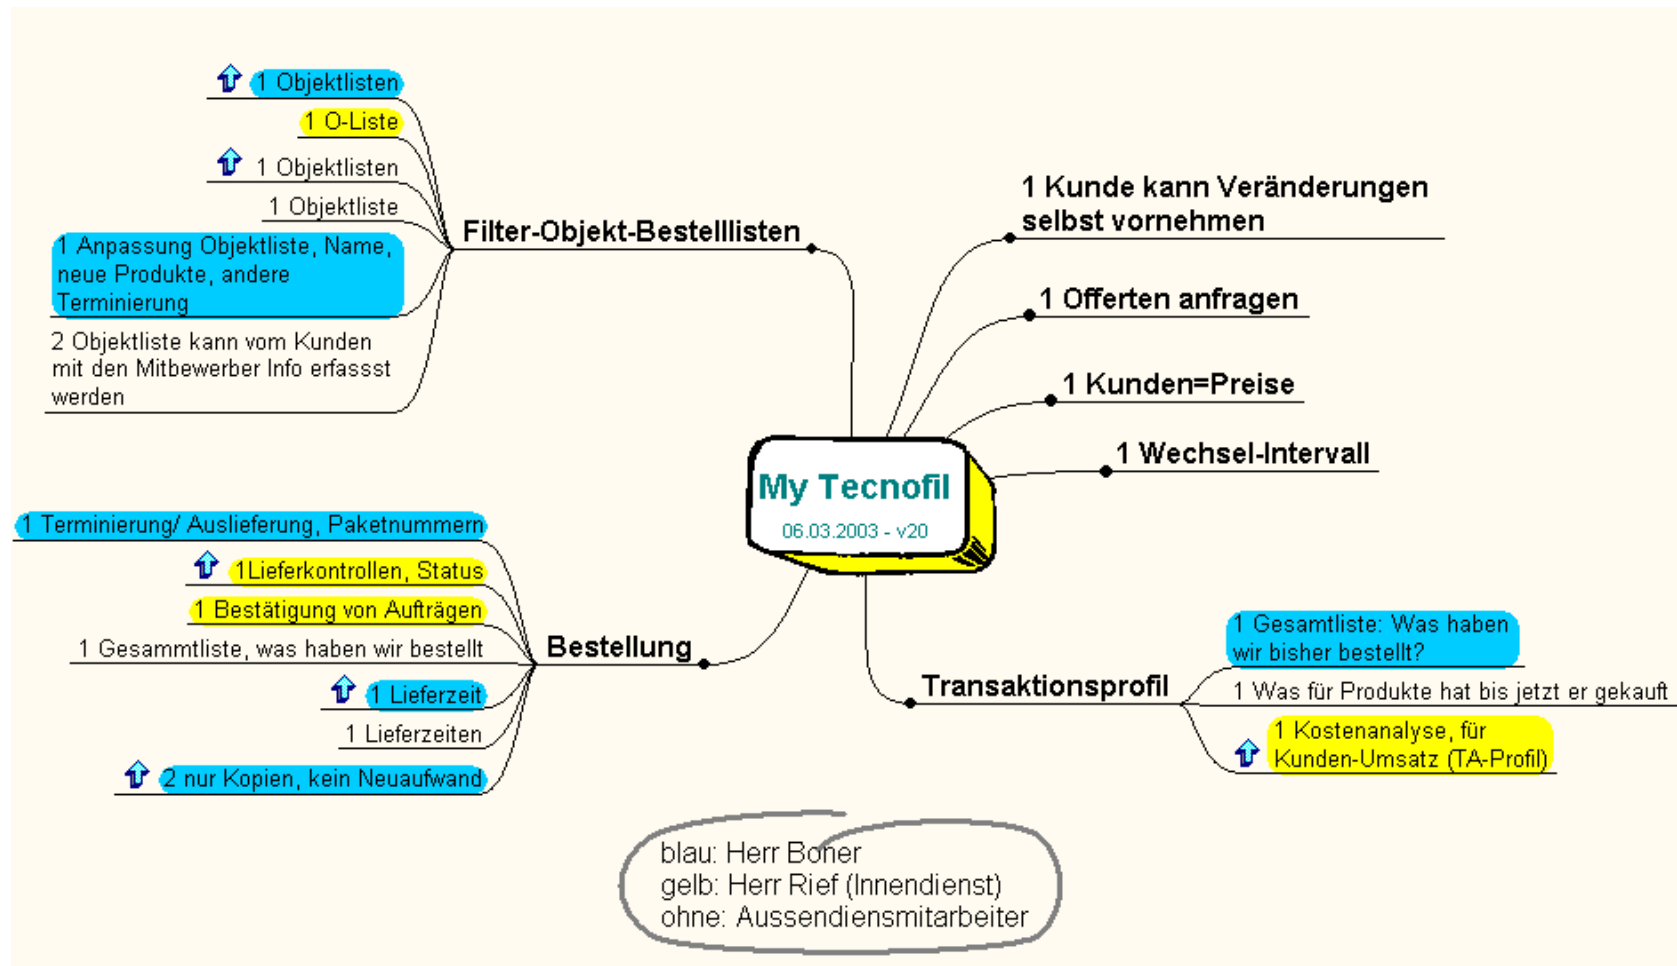 1 Objektlisten
1 O-Liste
1 Objektlisten
1 Objektliste
1 Anpassung Objektliste, Name,
neue Produkte, andere
Terminierung
2 Objektliste kann vom Kunden
mit den Mitbewerber Info erfassst
werden
Filter-Objekt-Bestelllisten
1 Kunde kann Veränderungen
selbst vornehmen
1 Offerten anfragen
1 Kunden=Preise
1 Wechsel-Intervall
My Tecnofil
06.03.2003 - v20
1 Terminierung/ Auslieferung, Paketnummern
1Lieferkontrollen, Status
1 Bestätigung von Aufträgen
1 Gesammtliste, was haben wir bestellt
1 Lieferzeit
1 Lieferzeiten
2 nur Kopien, kein Neuaufwand
Bestellung
Transaktionsprofil
1 Gesamtliste: Was haben
wir bisher bestellt?
1 Was für Produkte hat bis jetzt er gekauft
1 Kostenanalyse, für
Kunden-Umsatz (TA-Profil)
blau: Herr Boner
gelb: Herr Rief (Innendienst)
ohne: Aussendiensmitarbeiter